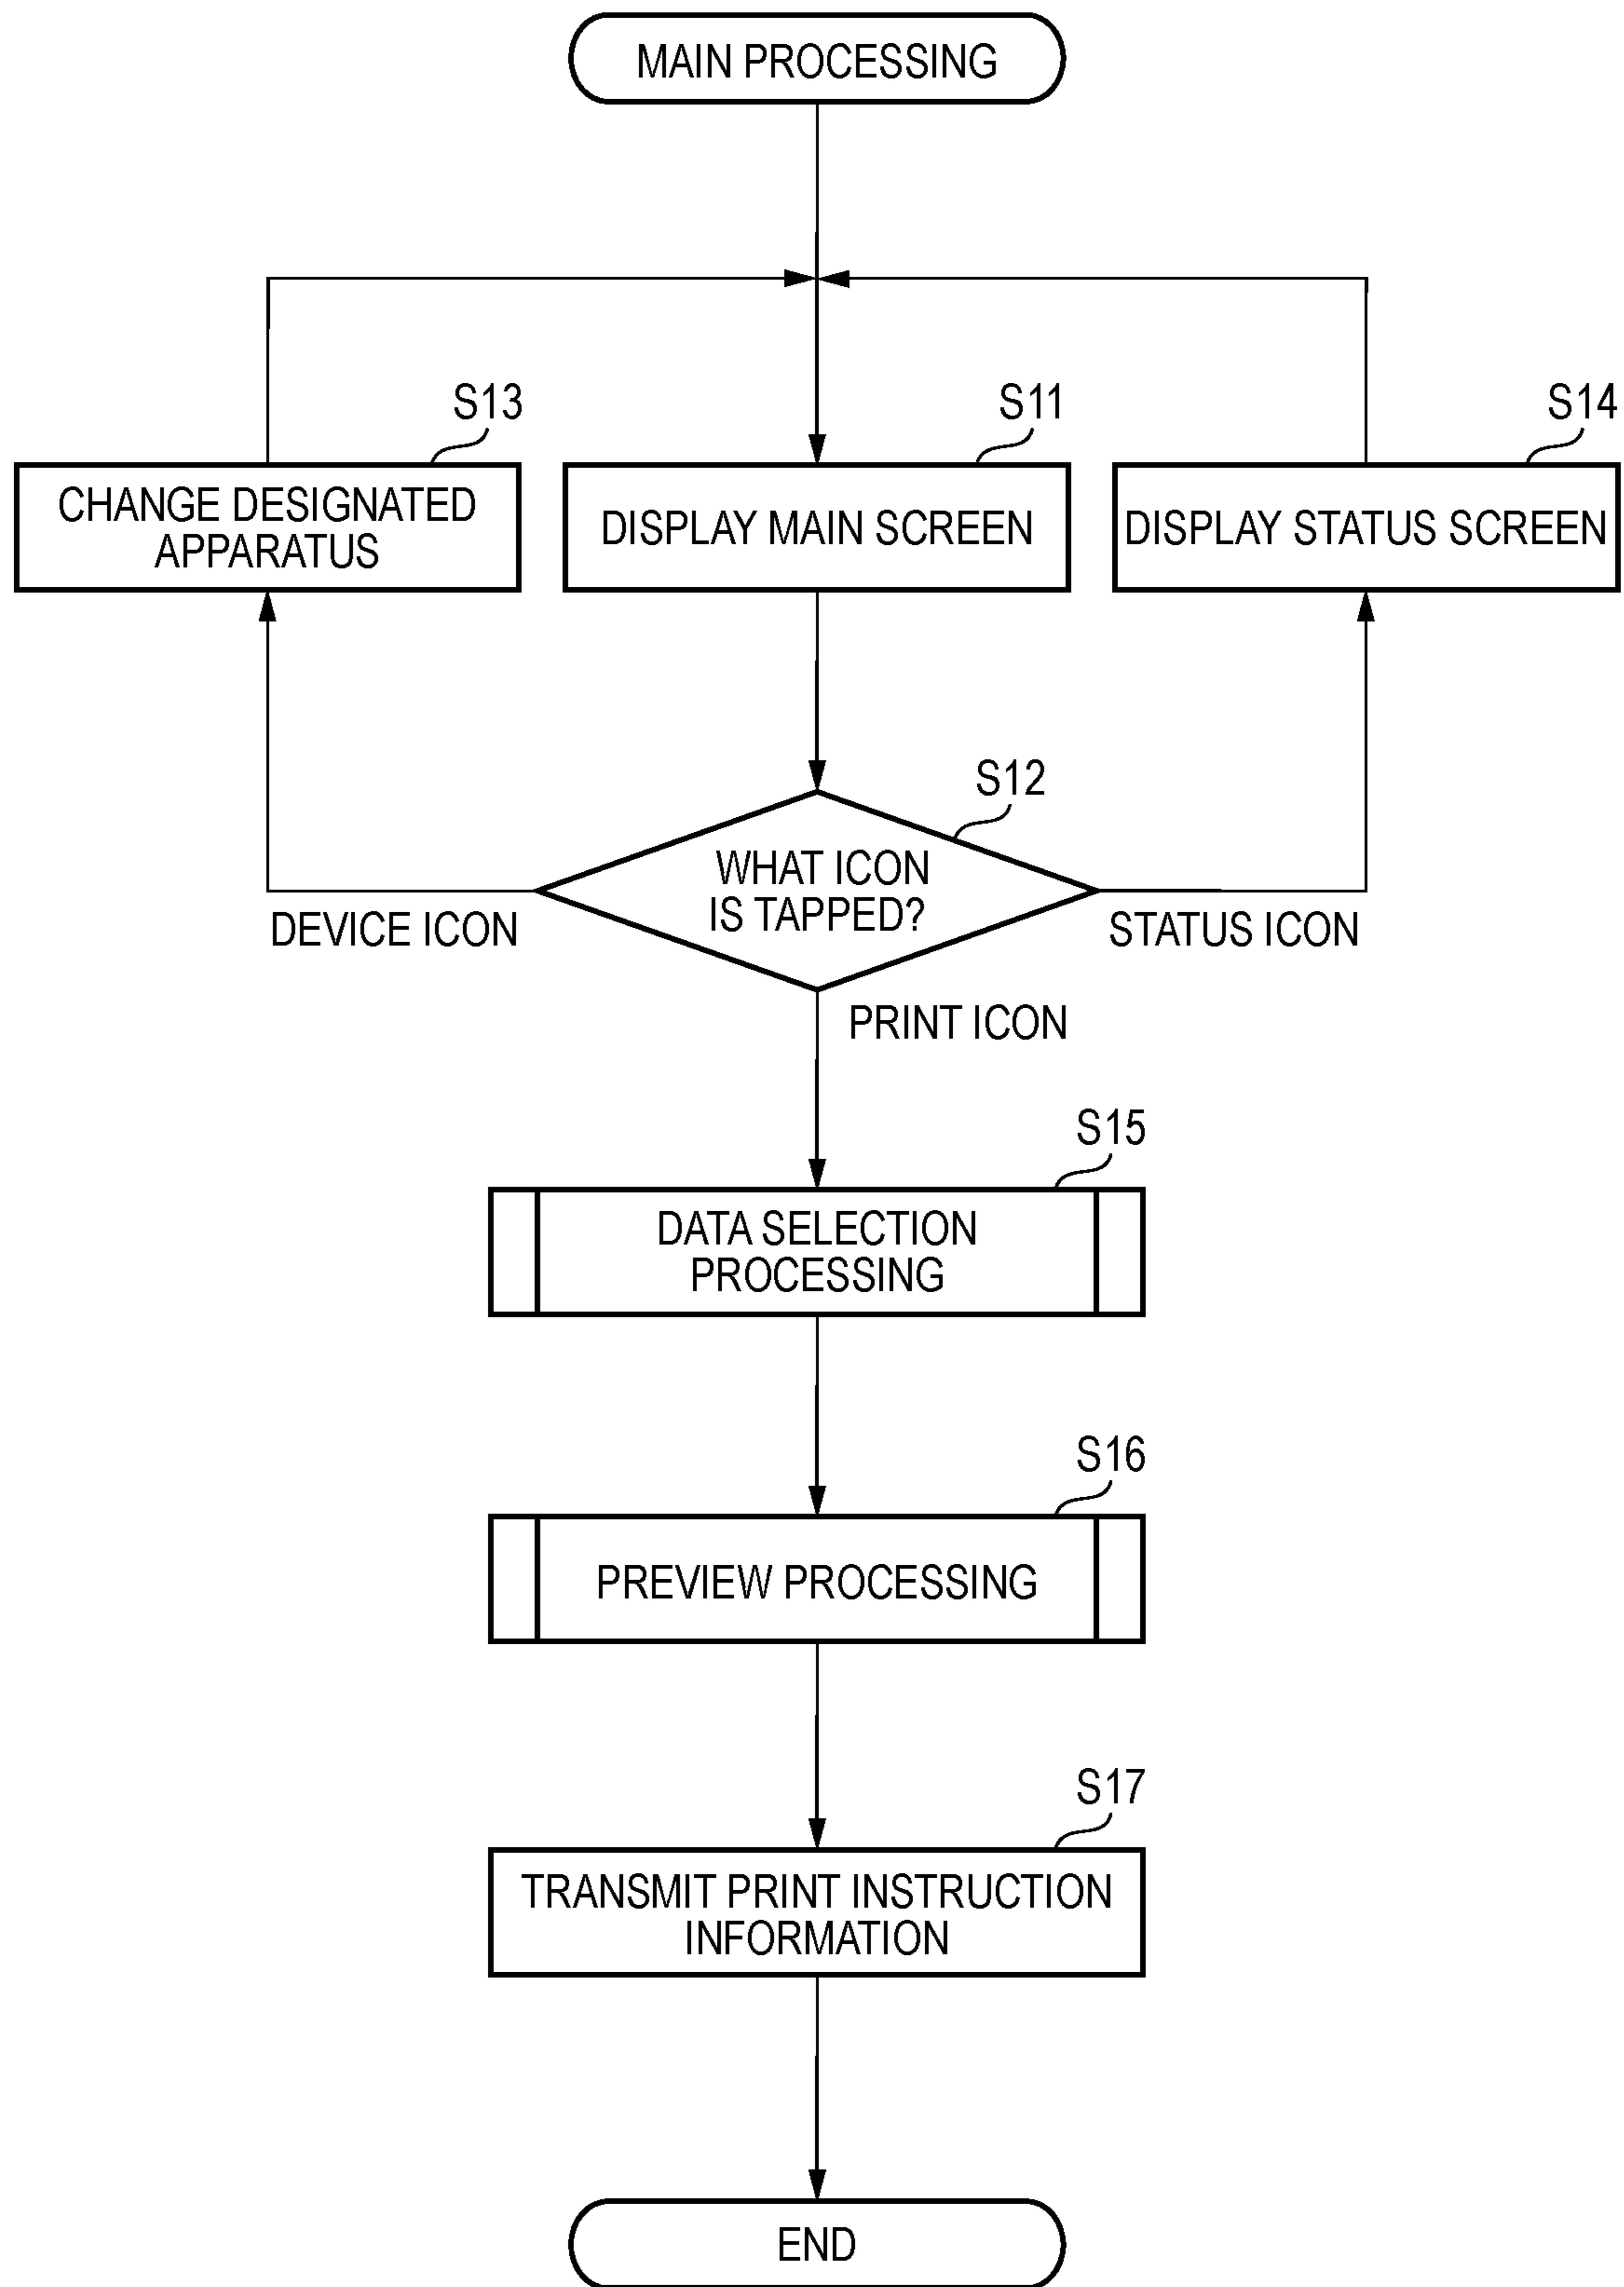 MAIN PROCESSING
S13
S11
S14
CHANGE DESIGNATED
APPARATUS
DISPLAY MAIN SCREEN
DISPLAY STATUS SCREEN
S12
WHAT ICON
IS TAPPED?
DEVICE ICON
STATUS ICON
PRINT ICON
S15
DATA SELECTION
PROCESSING
S16
PREVIEW PROCESSING
S17
TRANSMIT PRINT INSTRUCTION
INFORMATION
END